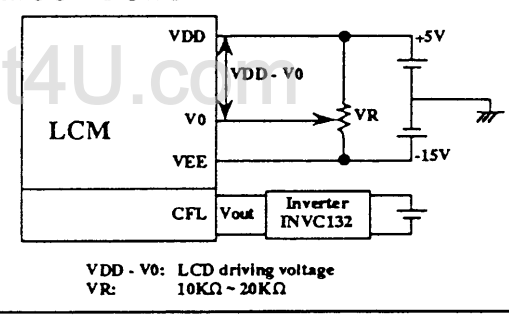 VDD
+5V
VDD - V0
t4U.com
V0
VR
LCM
VEE
-15V
CFL
Vout
Inverter
INVC132
VDD - V0: LCD driving voltage
VR: 10KΩ ~ 20KΩ